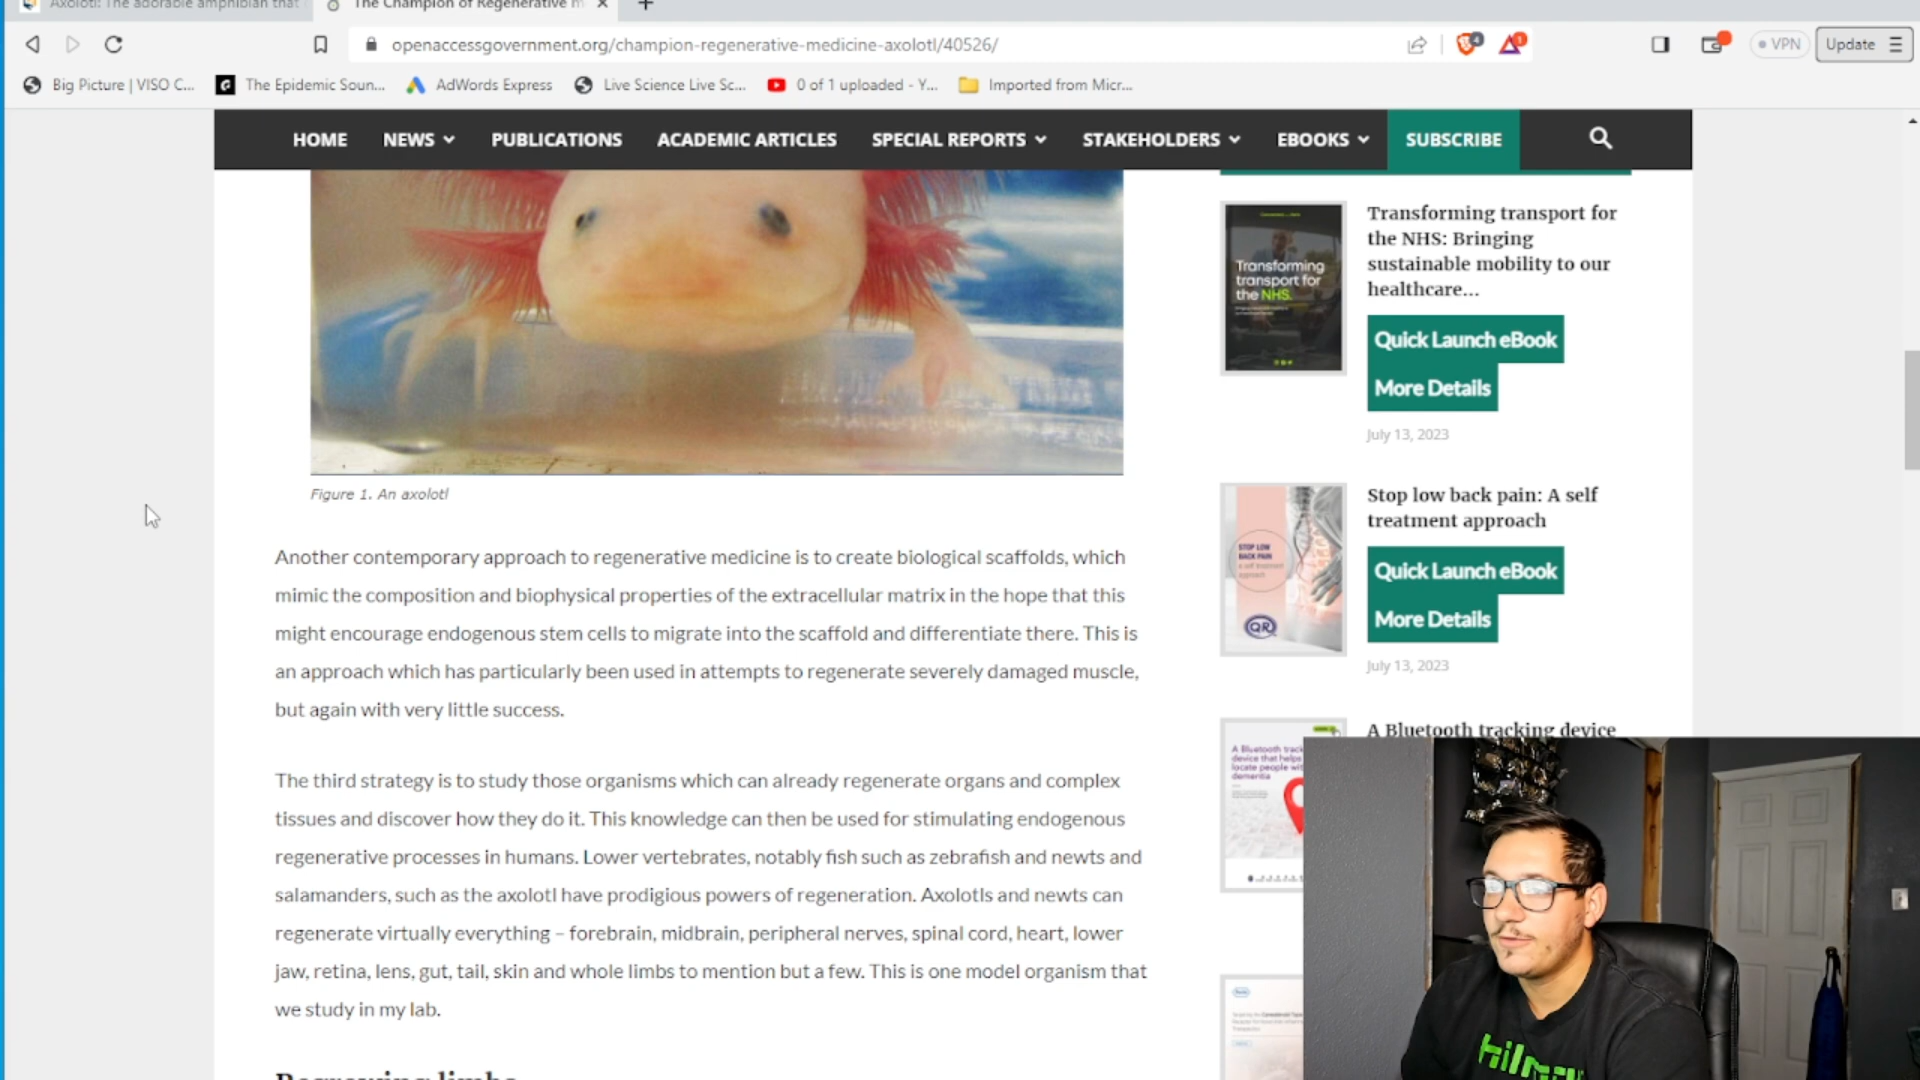 Axolotl: The adorable amphibian that
The Champion of Regenerative m
openaccessgovernment.org/champion-regenerative-medicine-axolotl/40526/
4
1
VPN
Update
Big Picture | VISO C...
The Epidemic Soun...
AdWords Express
Live Science Live Sc...
0 of 1 uploaded - Y...
Imported from Micr...
HOME
NEWS
PUBLICATIONS
ACADEMIC ARTICLES
SPECIAL REPORTS
STAKEHOLDERS
EBOOKS
SUBSCRIBE
Figure 1. An axolotl
Another contemporary approach to regenerative medicine is to create biological scaffolds, which
mimic the composition and biophysical properties of the extracellular matrix in the hope that this
might encourage endogenous stem cells to migrate into the scaffold and differentiate there. This is
an approach which has particularly been used in attempts to regenerate severely damaged muscle,
but again with very little success.
The third strategy is to study those organisms which can already regenerate organs and complex
tissues and discover how they do it. This knowledge can then be used for stimulating endogenous
regenerative processes in humans. Lower vertebrates, notably fish such as zebrafish and newts and
salamanders, such as the axolotl have prodigious powers of regeneration. Axolotls and newts can
regenerate virtually everything – forebrain, midbrain, peripheral nerves, spinal cord, heart, lower
jaw, retina, lens, gut, tail, skin and whole limbs to mention but a few. This is one model organism that
we study in my lab.
Regrowing limbs
Transforming
transport for
the NHS.
Transforming transport for
the NHS: Bringing
sustainable mobility to our
healthcare...
Quick Launch eBook
More Details
July 13, 2023
STOP LOW
BACK PAIN
a self treatment
approach
QR
Stop low back pain: A self
treatment approach
Quick Launch eBook
More Details
July 13, 2023
A Bluetooth track
device that helps
locate people wi
dementia
A Bluetooth tracking device